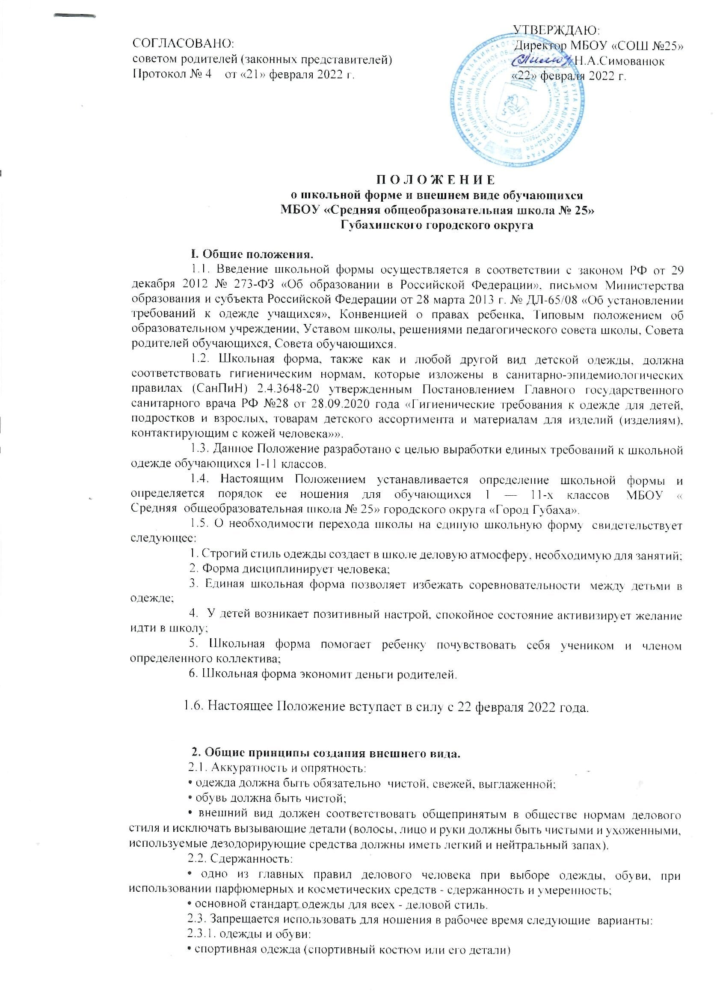 УТВЕРЖДАЮ:
СОГЛАСОВАНО:
Директор МБОУ «СОШ №25»
советом родителей (законных представителей)
Н.А.Симованюк
Протокол № 4 от «21» февраля 2022 г.
«22» февраля 2022 г.
П О Л О Ж Е Н И Е
о школьной форме и внешнем виде обучающихся
МБОУ «Средняя общеобразовательная школа № 25»
Губахинского городского округа
I. Общие положения.
1.1. Введение школьной формы осуществляется в соответствии с законом РФ от 29
декабря 2012 № 273-ФЗ «Об образовании в Российской Федерации», письмом Министерства
образования и субъекта Российской Федерации от 28 марта 2013 г. № ДЛ-65/08 «Об установлении
требований к одежде учащихся», Конвенцией о правах ребенка, Типовым положением об
образовательном учреждении, Уставом школы, решениями педагогического совета школы, Совета
родителей обучающихся, Совета обучающихся.
1.2. Школьная форма, также как и любой другой вид детской одежды, должна
соответствовать гигиеническим нормам, которые изложены в санитарно-эпидемиологических
правилах (СанПиН) 2.4.3648-20 утвержденным Постановлением Главного государственного
санитарного врача РФ №28 от 28.09.2020 года «Гигиенические требования к одежде для детей,
подростков и взрослых, товарам детского ассортимента и материалам для изделий (изделиям),
контактирующим с кожей человека»».
1.3. Данное Положение разработано с целью выработки единых требований к школьной
одежде обучающихся 1-11 классов.
1.4. Настоящим Положением устанавливается определение школьной формы и
определяется порядок ее ношения для обучающихся 1 — 11-х классов МБОУ «
Средняя общеобразовательная школа № 25» городского округа «Город Губаха».
1.5. О необходимости перехода школы на единую школьную форму свидетельствует
следующее:
1. Строгий стиль одежды создает в школе деловую атмосферу, необходимую для занятий;
2. Форма дисциплинирует человека;
3. Единая школьная форма позволяет избежать соревновательности между детьми в
одежде;
4. У детей возникает позитивный настрой, спокойное состояние активизирует желание
идти в школу;
5. Школьная форма помогает ребенку почувствовать себя учеником и членом
определенного коллектива;
6. Школьная форма экономит деньги родителей.
1.6. Настоящее Положение вступает в силу с 22 февраля 2022 года.
2. Общие принципы создания внешнего вида.
2.1. Аккуратность и опрятность:
• одежда должна быть обязательно чистой, свежей, выглаженной;
• обувь должна быть чистой;
• внешний вид должен соответствовать общепринятым в обществе нормам делового
стиля и исключать вызывающие детали (волосы, лицо и руки должны быть чистыми и ухоженными,
используемые дезодорирующие средства должны иметь легкий и нейтральный запах).
2.2. Сдержанность:
• одно из главных правил делового человека при выборе одежды, обуви, при
использовании парфюмерных и косметических средств - сдержанность и умеренность;
• основной стандарт одежды для всех - деловой стиль.
2.3. Запрещается использовать для ношения в рабочее время следующие варианты:
2.3.1. одежды и обуви:
• спортивная одежда (спортивный костюм или его детали)